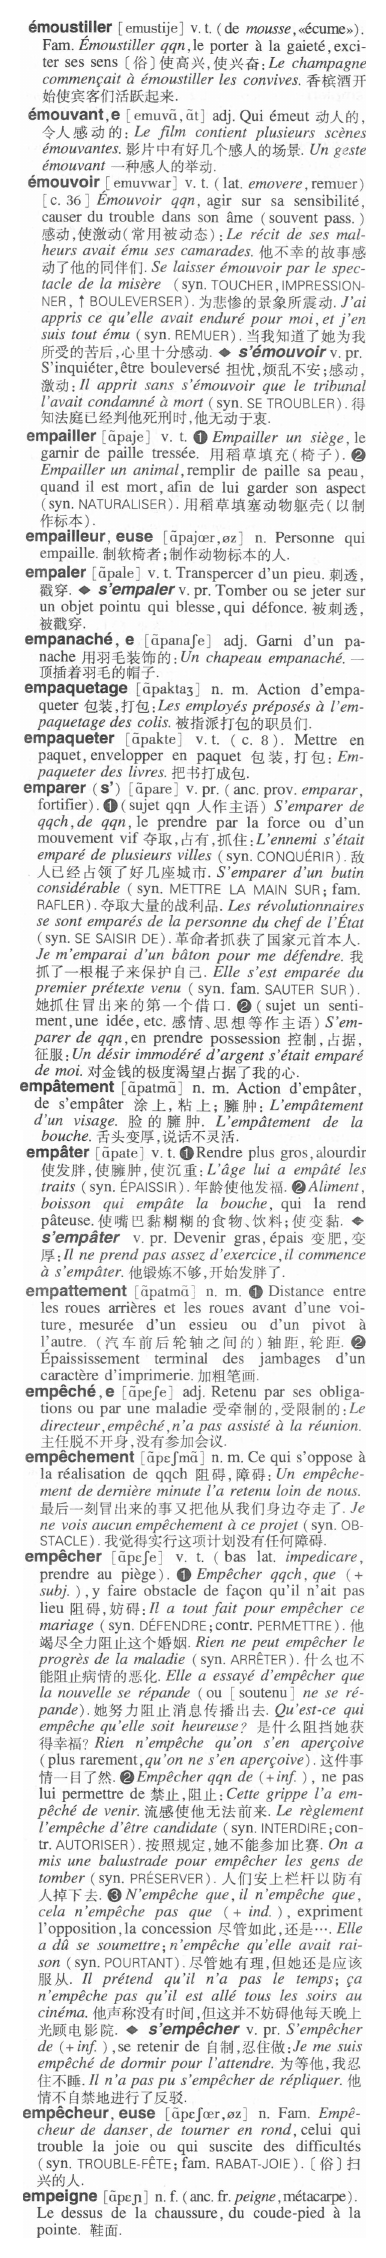 émoustiller [emustije] v. t. (de mousse,«écume»).
Fam. Émoustiller qqn,le porter à la gaieté,exci-
ter ses sens〔俗〕使高兴,使兴奋: Le champagne
commençait à émoustiller les convives. 香槟酒开
始使宾客们活跃起来.
émouvant,e [emuvɑ̃,ɑ̃t] adj. Qui émeut 动人的,
令人感动的: Le film contient plusieurs scènes
émouvantes. 影片中有好几个感人的场景. Un geste
émouvant 一种感人的举动.
émouvoir [emuvwar] v. t. (lat. emovere, remuer)
[c. 36] Émouvoir qqn, agir sur sa sensibilité,
causer du trouble dans son âme (souvent pass.)
感动,使激动(常用被动态): Le récit de ses mal-
heurs avait ému ses camarades. 他不幸的故事感
动了他的同伴们. Se laisser émouvoir par le spec-
tacle de la misère (syn. TOUCHER, IMPRESSION-
NER, ↑ BOULEVERSER). 为悲惨的景象所震动. J'ai
appris ce qu'elle avait enduré pour moi, et j'en
suis tout ému (syn. REMUER). 当我知道了她为我
所受的苦后,心里十分感动. ◆ s'émouvoir v. pr.
S'inquiéter,être bouleversé 担忧,烦乱不安;感动,
激动: Il apprit sans s'émouvoir que le tribunal
l'avait condamné à mort (syn. SE TROUBLER). 得
知法庭已经判他死刑时,他无动于衷.
empailler [ɑ̃paje] v. t. ❶ Empailler un siège, le
garnir de paille tressée. 用稻草填充(椅子). ❷
Empailler un animal,remplir de paille sa peau,
quand il est mort, afin de lui garder son aspect
(syn. NATURALISER). 用稻草填塞动物躯壳(以制
作标本).
empailleur, euse [ɑ̃pajœr,øz] n. Personne qui
empaille. 制软椅者;制作动物标本的人.
empaler [ɑ̃pale] v. t. Transpercer d'un pieu. 刺透,
戳穿. ◆ s'empaler v. pr. Tomber ou se jeter sur
un objet pointu qui blesse,qui défonce. 被刺透,
被戳穿.
empanaché, e [ɑ̃panaʃe] adj. Garni d'un pa-
nache 用羽毛装饰的: Un chapeau empanaché. 一
顶插着羽毛的帽子.
empaquetage [ɑ̃paktaʒ] n. m. Action d'empa-
queter 包装,打包: Les employés préposés à l'em-
paquetage des colis. 被指派打包的职员们.
empaqueter [ɑ̃pakte] v. t. (c. 8). Mettre en
paquet, envelopper en paquet 包装,打包: Em-
paqueter des livres. 把书打成包.
emparer (s') [ɑ̃pare] v. pr. (anc. prov. emparar,
fortifier). ❶ (sujet qqn 人作主语) S'emparer de
qqch,de qqn, le prendre par la force ou d'un
mouvement vif 夺取,占有,抓住: L'ennemi s'était
emparé de plusieurs villes (syn. CONQUÉRIR). 敌
人已经占领了好几座城市. S'emparer d'un butin
considérable (syn. METTRE LA MAIN SUR; fam.
RAFLER). 夺取大量的战利品. Les révolutionnaires
se sont emparés de la personne du chef de l'État
(syn. SE SAISIR DE). 革命者抓获了国家元首本人.
Je m'emparai d'un bâton pour me défendre. 我
抓了一根棍子来保护自己. Elle s'est emparée du
premier prétexte venu (syn. fam. SAUTER SUR).
她抓住冒出来的第一个借口. ❷ (sujet un senti-
ment,une idée, etc. 感情、思想等作主语) S'em-
parer de qqn, en prendre possession 控制,占据,
征服: Un désir immodéré d'argent s'était emparé
de moi. 对金钱的极度渴望占据了我的心.
empâtement [ɑ̃patmɑ̃] n. m. Action d'empâter,
de s'empâter 涂上,粘上;臃肿: L'empâtement
d'un visage. 脸的臃肿. L'empâtement de la
bouche. 舌头变厚,说话不灵活.
empâter [ɑ̃pate] v. t. ❶ Rendre plus gros,alourdir
使发胖,使臃肿,使沉重: L'âge lui a empâté les
traits (syn. ÉPAISSIR). 年龄使他发福. ❷ Aliment,
boisson qui empâte la bouche, qui la rend
pâteuse. 使嘴巴黏糊糊的食物、饮料;使变黏. ◆
s'empâter v. pr. Devenir gras, épais 变肥,变
厚: Il ne prend pas assez d'exercice,il commence
à s'empâter. 他锻炼不够,开始发胖了.
empattement [ɑ̃patmɑ̃] n. m. ❶ Distance entre
les roues arrières et les roues avant d'une voi-
ture, mesurée d'un essieu ou d'un pivot à
l'autre. (汽车前后轮轴之间的)轴距,轮距. ❷
Épaississement terminal des jambages d'un
caractère d'imprimerie. 加粗笔画.
empêché, e [ɑ̃peʃe] adj. Retenu par ses obliga-
tions ou par une maladie 受牵制的,受限制的: Le
directeur,empêché,n'a pas assisté à la réunion.
主任脱不开身,没有参加会议.
empêchement [ɑ̃pɛʃmɑ̃] n. m. Ce qui s'oppose à
la réalisation de qqch 阻碍,障碍: Un empêche-
ment de dernière minute l'a retenu loin de nous.
最后一刻冒出来的事又把他从我们身边夺走了. Je
ne vois aucun empêchement à ce projet (syn. OB-
STACLE). 我觉得实行这项计划没有任何障碍.
empêcher [ɑ̃pɛʃe] v. t. (bas lat. impedicare,
prendre au piège). ❶ Empêcher qqch, que (+
subj.), y faire obstacle de façon qu'il n'ait pas
lieu 阻碍,妨碍: Il a tout fait pour empêcher ce
mariage (syn. DÉFENDRE; contr. PERMETTRE). 他
竭尽全力阻止这个婚姻. Rien ne peut empêcher le
progrès de la maladie (syn. ARRÊTER). 什么也不
能阻止病情的恶化. Elle a essayé d'empêcher que
la nouvelle se répande (ou [soutenu] ne se ré-
pande). 她努力阻止消息传播出去. Qu'est-ce qui
empêche qu'elle soit heureuse? 是什么阻挡她获
得幸福? Rien n'empêche qu'on s'en aperçoive
(plus rarement,qu'on ne s'en aperçoive). 这件事
情一目了然. ❷ Empêcher qqn de (+inf.), ne pas
lui permettre de 禁止,阻止: Cette grippe l'a em-
pêché de venir. 流感使他无法前来. Le règlement
l'empêche d'être candidate (syn. INTERDIRE; con-
tr. AUTORISER). 按照规定,她不能参加比赛. On a
mis une balustrade pour empêcher les gens de
tomber (syn. PRÉSERVER). 人们安上栏杆以防有
人掉下去. ❸ N'empêche que, il n'empêche que,
cela n'empêche pas que (+ ind.), expriment
l'opposition,la concession 尽管如此,还是…. Elle
a dû se soumettre; n'empêche qu'elle avait rai-
son (syn. POURTANT). 尽管她有理,但她还是应该
服从. Il prétend qu'il n'a pas le temps; ça
n'empêche pas qu'il est allé tous les soirs au
cinéma. 他声称没有时间,但这并不妨碍他每天晚上
光顾电影院. ◆ s'empêcher v. pr. S'empêcher
de (+inf.),se retenir de 自制,忍住做: Je me suis
empêché de dormir pour l'attendre. 为等他,我忍
住不睡. Il n'a pas pu s'empêcher de répliquer. 他
情不自禁地进行了反驳.
empêcheur, euse [ɑ̃pɛʃœr,øz] n. Fam. Empê-
cheur de danser, de tourner en rond, celui qui
trouble la joie ou qui suscite des difficultés
(syn. TROUBLE-FÊTE; fam. RABAT-JOIE).〔俗〕扫
兴的人.
empeigne [ɑ̃pɛɲ] n. f. (anc. fr. peigne,métacarpe).
Le dessus de la chaussure, du coude-pied à la
pointe. 鞋面.